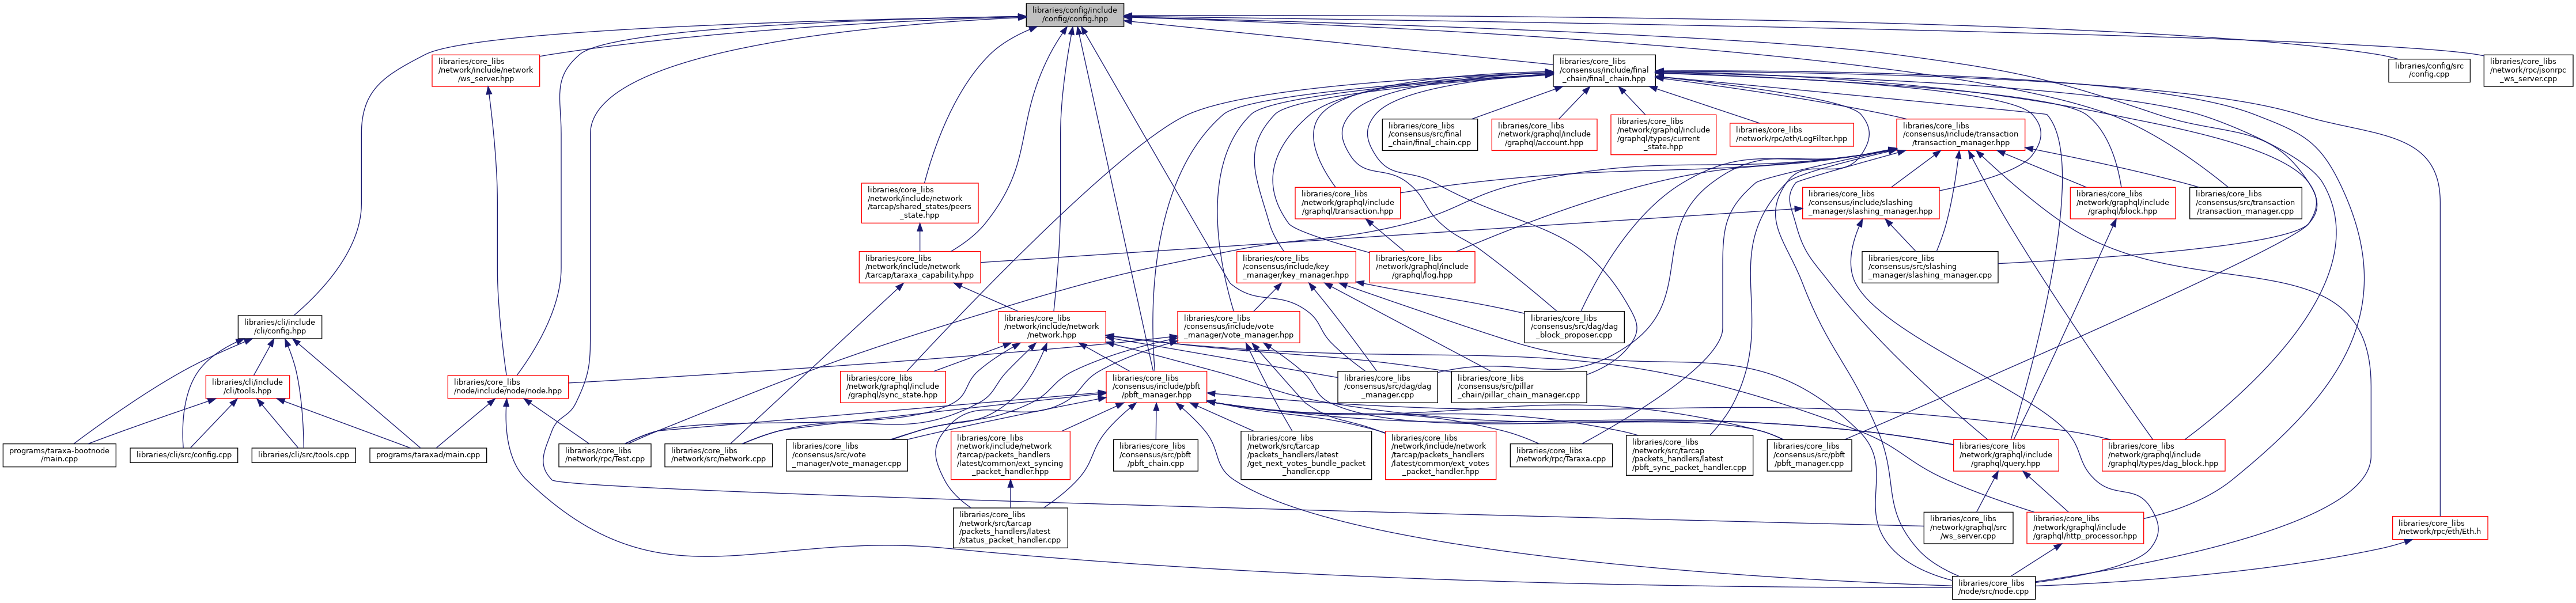 libraries/config/include
/config/config.hpp
libraries/core_libs
/network/include/network
/ws_server.hpp
libraries/core_libs
/consensus/include/final
_chain/final_chain.hpp
libraries/config/src
/config.cpp
libraries/core_libs
/network/rpc/jsonrpc
_ws_server.cpp
libraries/core_libs
/consensus/src/final
_chain/final_chain.cpp
libraries/core_libs
/network/graphql/include
/graphql/account.hpp
libraries/core_libs
/network/graphql/include
/graphql/types/current
_state.hpp
libraries/core_libs
/network/rpc/eth/LogFilter.hpp
libraries/core_libs
/consensus/include/transaction
/transaction_manager.hpp
libraries/core_libs
/network/include/network
/tarcap/shared_states/peers
_state.hpp
libraries/core_libs
/network/graphql/include
/graphql/transaction.hpp
libraries/core_libs
/consensus/include/slashing
_manager/slashing_manager.hpp
libraries/core_libs
/network/graphql/include
/graphql/block.hpp
libraries/core_libs
/consensus/src/transaction
/transaction_manager.cpp
libraries/core_libs
/network/include/network
/tarcap/taraxa_capability.hpp
libraries/core_libs
/consensus/include/key
_manager/key_manager.hpp
libraries/core_libs
/network/graphql/include
/graphql/log.hpp
libraries/core_libs
/consensus/src/slashing
_manager/slashing_manager.cpp
libraries/cli/include
/cli/config.hpp
libraries/core_libs
/network/include/network
/network.hpp
libraries/core_libs
/consensus/include/vote
_manager/vote_manager.hpp
libraries/core_libs
/consensus/src/dag/dag
_block_proposer.cpp
libraries/cli/include
/cli/tools.hpp
libraries/core_libs
/node/include/node/node.hpp
libraries/core_libs
/network/graphql/include
/graphql/sync_state.hpp
libraries/core_libs
/consensus/include/pbft
/pbft_manager.hpp
libraries/core_libs
/consensus/src/dag/dag
_manager.cpp
libraries/core_libs
/consensus/src/pillar
_chain/pillar_chain_manager.cpp
programs/taraxa-bootnode
/main.cpp
libraries/cli/src/config.cpp
libraries/cli/src/tools.cpp
programs/taraxad/main.cpp
libraries/core_libs
/network/rpc/Test.cpp
libraries/core_libs
/network/src/network.cpp
libraries/core_libs
/consensus/src/vote
_manager/vote_manager.cpp
libraries/core_libs
/network/include/network
/tarcap/packets_handlers
/latest/common/ext_syncing
_packet_handler.hpp
libraries/core_libs
/consensus/src/pbft
/pbft_chain.cpp
libraries/core_libs
/network/src/tarcap
/packets_handlers/latest
/get_next_votes_bundle_packet
_handler.cpp
libraries/core_libs
/network/include/network
/tarcap/packets_handlers
/latest/common/ext_votes
_packet_handler.hpp
libraries/core_libs
/network/rpc/Taraxa.cpp
libraries/core_libs
/network/src/tarcap
/packets_handlers/latest
/pbft_sync_packet_handler.cpp
libraries/core_libs
/consensus/src/pbft
/pbft_manager.cpp
libraries/core_libs
/network/graphql/include
/graphql/query.hpp
libraries/core_libs
/network/graphql/include
/graphql/types/dag_block.hpp
libraries/core_libs
/network/src/tarcap
/packets_handlers/latest
/status_packet_handler.cpp
libraries/core_libs
/network/graphql/src
/ws_server.cpp
libraries/core_libs
/network/graphql/include
/graphql/http_processor.hpp
libraries/core_libs
/network/rpc/eth/Eth.h
libraries/core_libs
/node/src/node.cpp